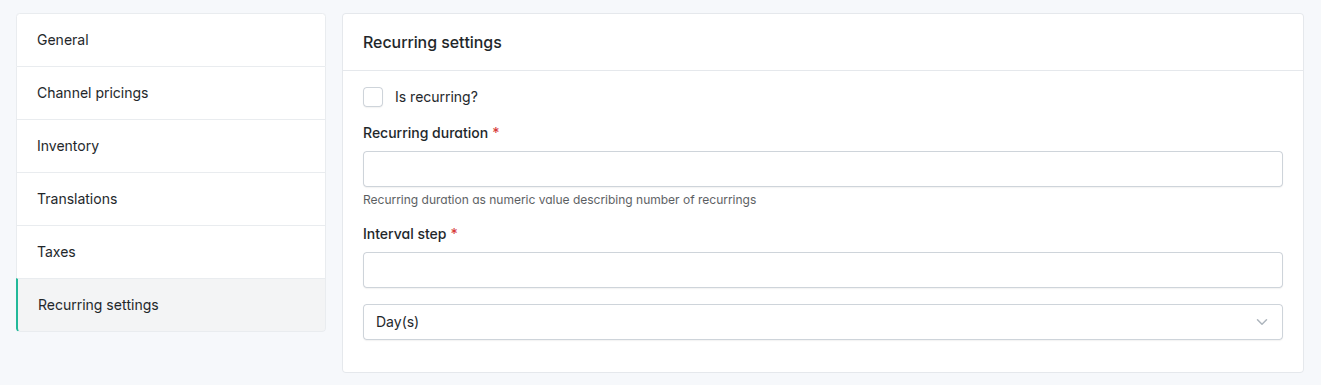 General
Channel pricings
Inventory
Translations
Taxes
Recurring settings
Recurring settings
Is recurring?
Recurring duration *
Recurring duration as numeric value describing number of recurrings
Interval step *
Day(s)